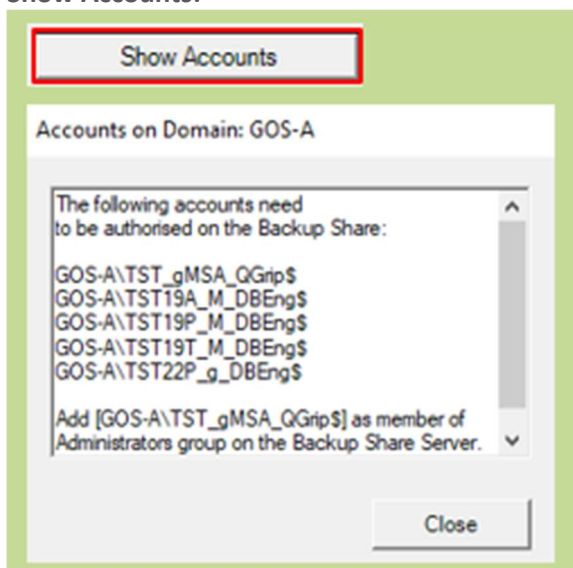 Show Accounts
Accounts on Domain: GOS-A
The following accounts need
to be authorised on the Backup Share:
GOS-A\TST_gMSA_QGrip$
GOS-A\TST19A_M_DBEng$
GOS-A\TST19P_M_DBEng$
GOS-A\TST19T_M_DBEng$
GOS-A\TST22P_g_DBEng$
Add [GOS-A\TST_gMSA_QGrip$] as member of
Administrators group on the Backup Share Server.
Close